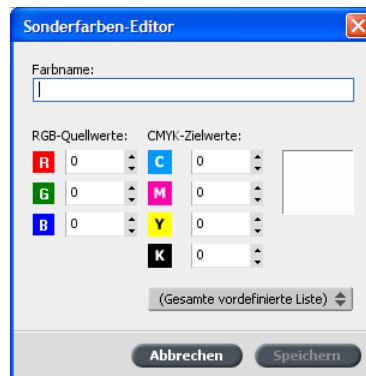 Sonderfarben-Editor
Farbname:
RGB-Quellwerte: CMYK-Zielwerte:
R 0 C 0
G 0 M 0
B 0 Y 0
K 0
(Gesamte vordefinierte Liste)
Abbrechen Speichern